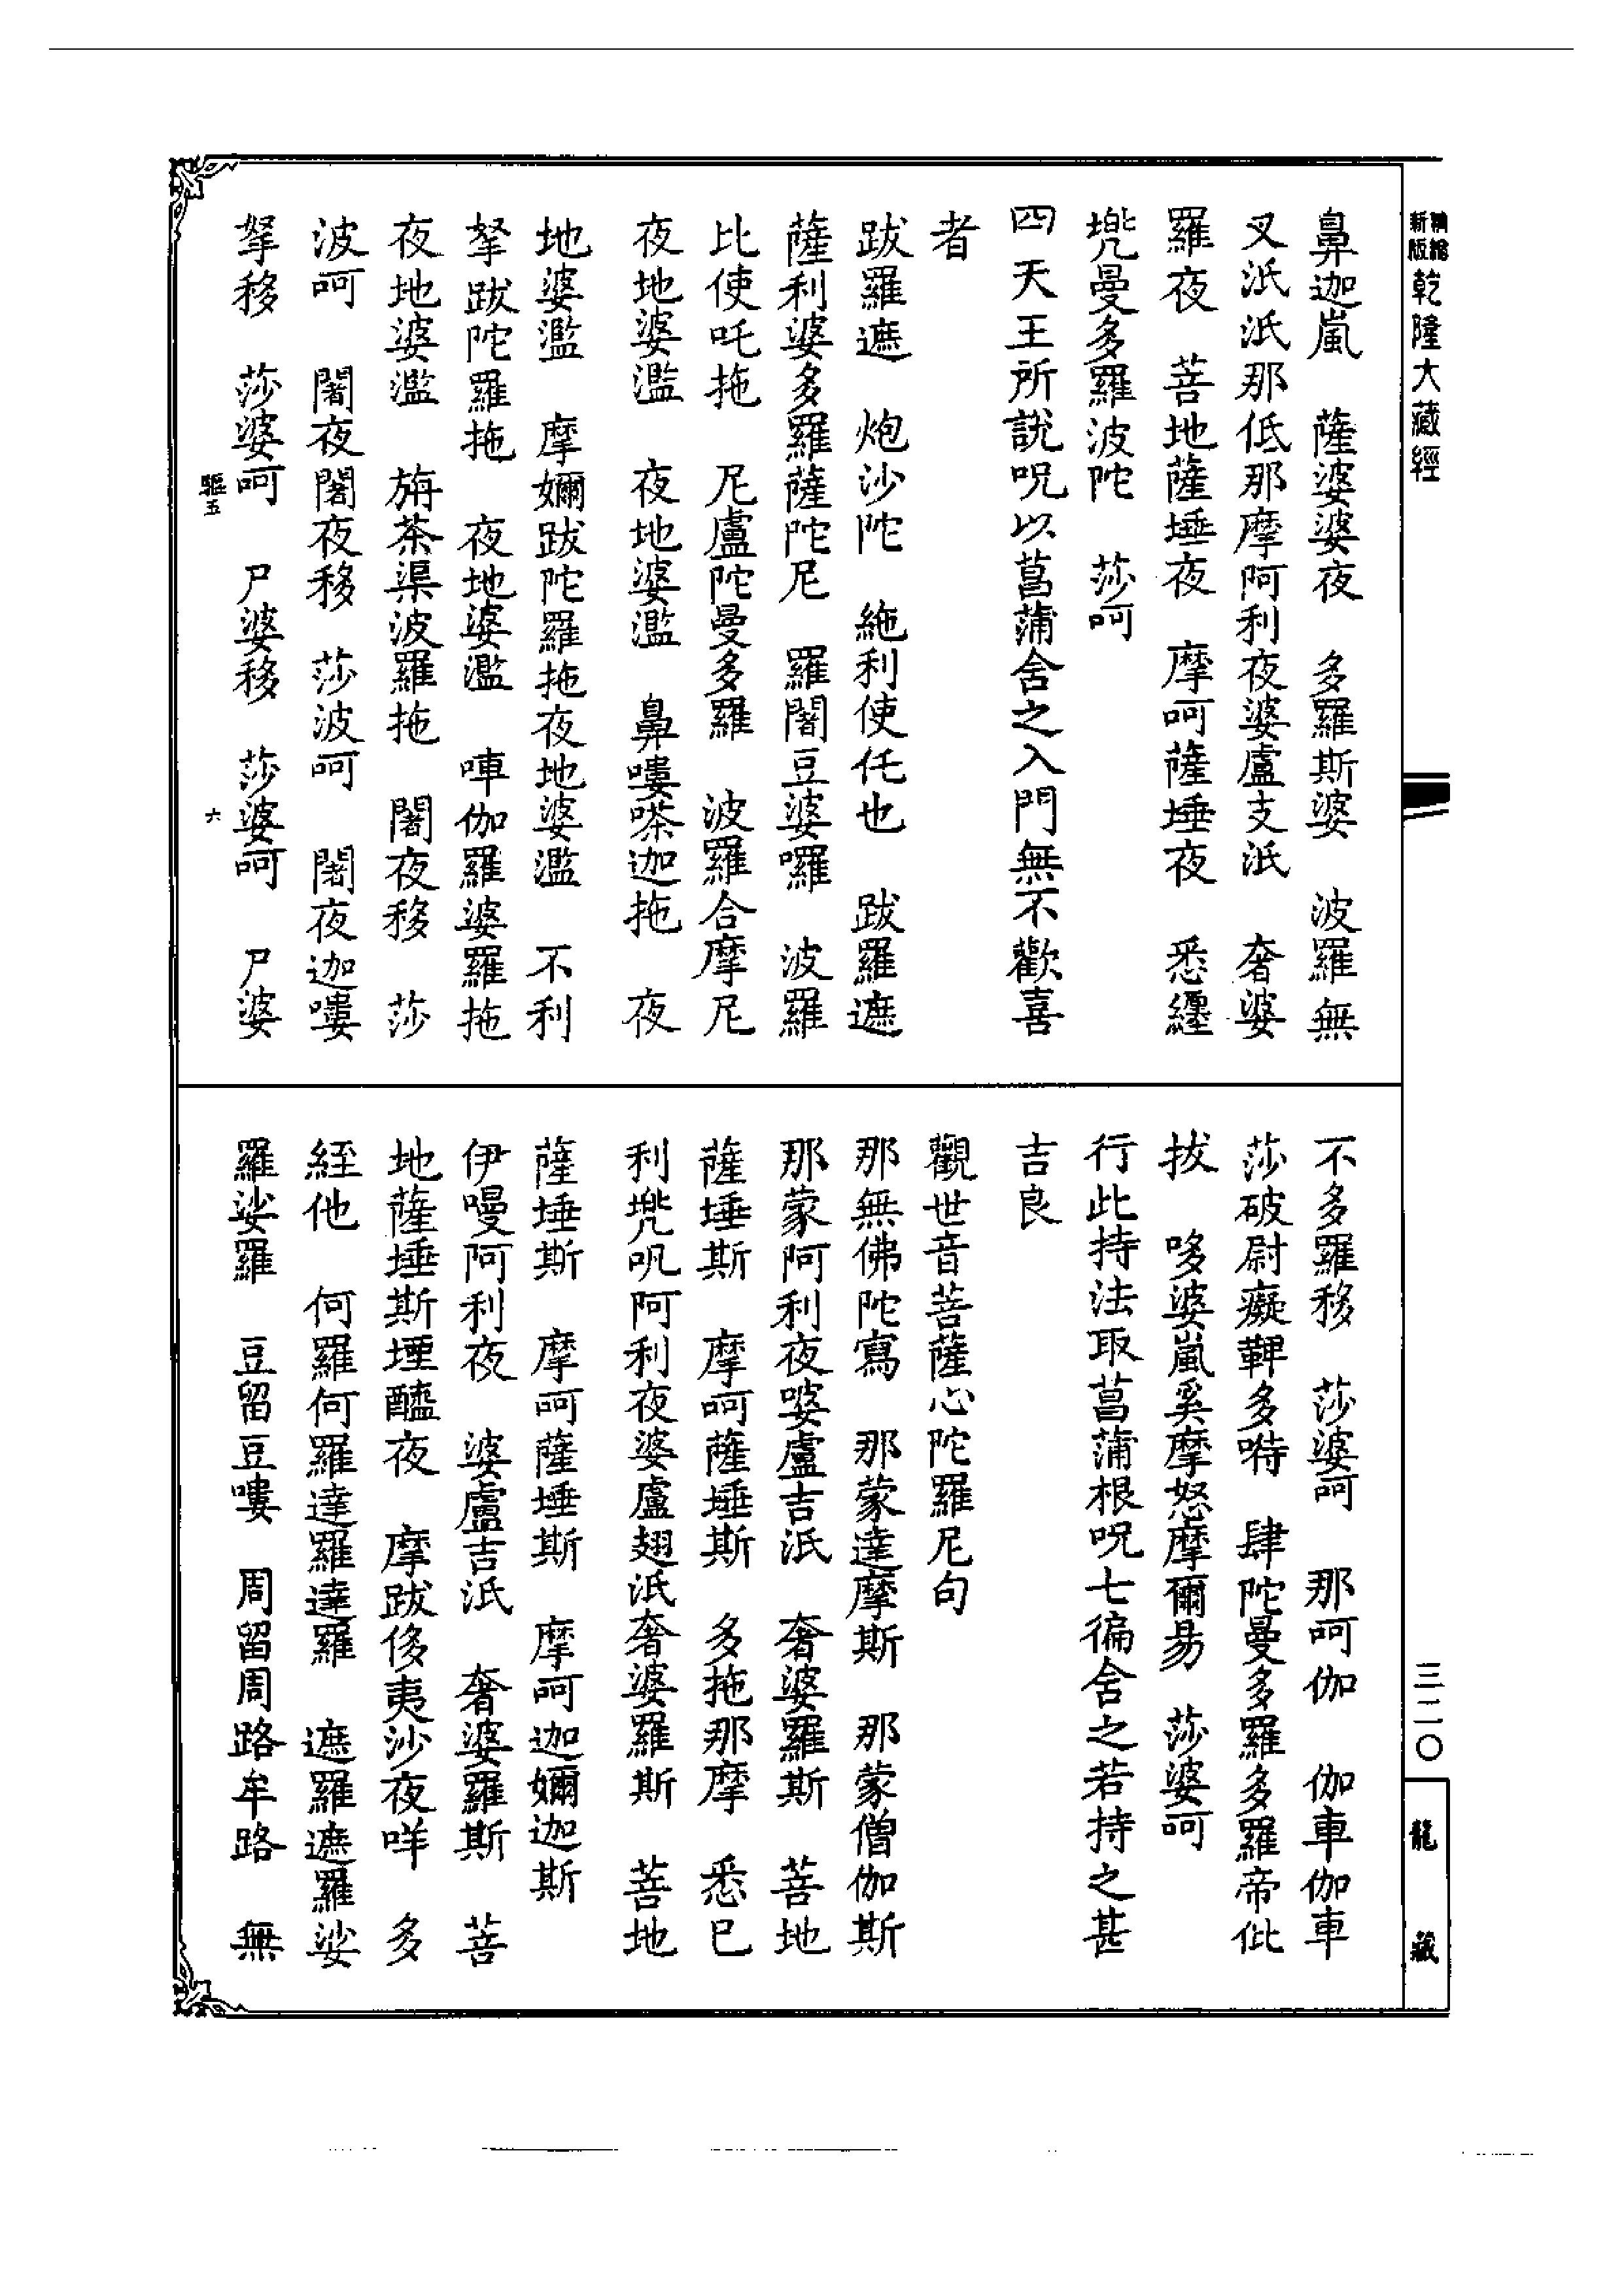 新版 精縮 乾隆大藏經
鼻迦嵐　薩婆婆夜　多羅斯婆　波羅無
叉泜泜那低那摩阿利夜婆盧支泜　奢婆
羅夜　菩地薩埵夜　摩呵薩埵夜　悉纏
兜曼多羅波陀　莎呵
四天王所說呪以菖蒲舍之入門無不歡喜
者
跋羅遮　炮沙陀　絁利使仛也　跋羅遮
薩利婆多羅薩陀尼　羅闍豆婆囉　波羅
比使吒拖　尼盧陀曼多羅　波羅合摩尼
夜地婆濫　夜地婆濫　鼻嘍嗏迦拖　夜
地婆濫　摩嬭跋陀羅拖夜地婆濫　不利
拏跋陀羅拖　夜地婆濫　唓伽羅婆羅拖
夜地婆濫　旃茶渠波羅拖　闍夜移　莎
波呵　闍夜闍夜移　莎波呵　闍夜迦嘍
拏移　莎婆呵　尸婆移　莎婆呵　尸婆
驅五　六
不多羅移　莎婆呵　那呵伽　伽車伽車
莎破尉癡鞞多㗭　肆陀曼多羅多羅帝佌
拔　哆婆嵐奚摩怒摩爾易　莎婆呵
行此持法取菖蒲根呪七徧舍之若持之甚
吉良
觀世音菩薩心陀羅尼句
那無佛陀寫　那蒙達摩斯　那蒙僧伽斯
那蒙阿利夜婆盧吉泜　奢婆羅斯　菩地
薩埵斯　摩呵薩埵斯　多拖那摩　悉巳
利兜呪阿利夜婆盧翅泜奢婆羅斯　菩地
薩埵斯　摩呵薩埵斯　摩呵迦嬭迦斯
伊嘪阿利夜　婆盧吉泜　奢婆羅斯　菩
地薩埵斯堙醯夜　摩跋侈夷沙夜咩　多
絰他　何羅何羅達羅達羅　遮羅遮羅娑
羅娑羅　豆留豆嘍　周留周路牟路　無
三二〇
龍藏